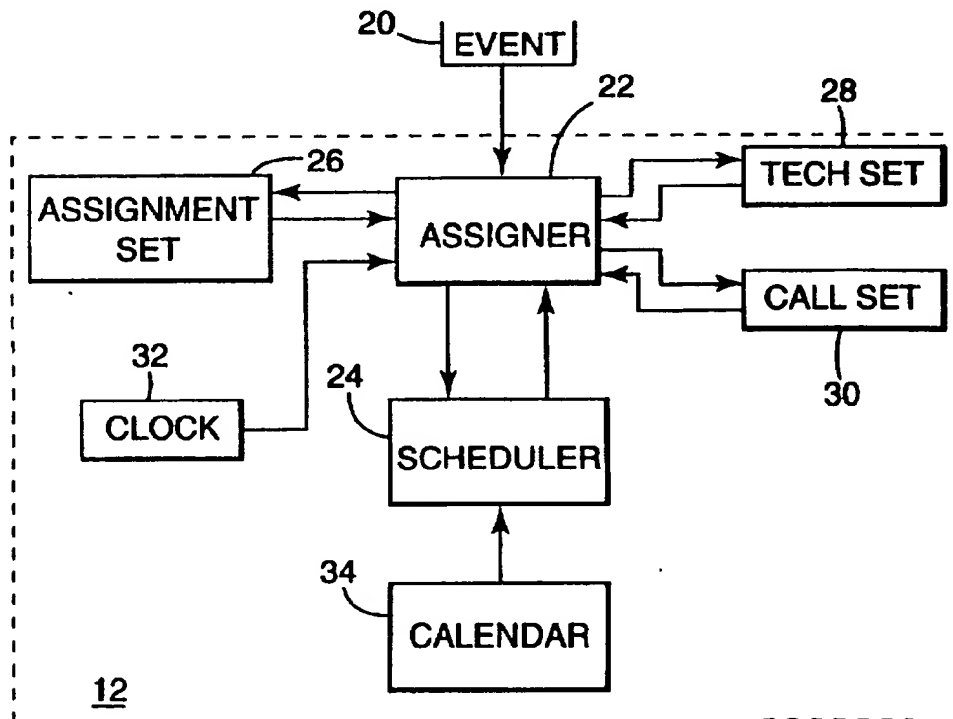 20
EVENT
22
28
26
ASSIGNMENT
SET
ASSIGNER
TECH SET
CALL SET
32
24
30
CLOCK
SCHEDULER
34
CALENDAR
12